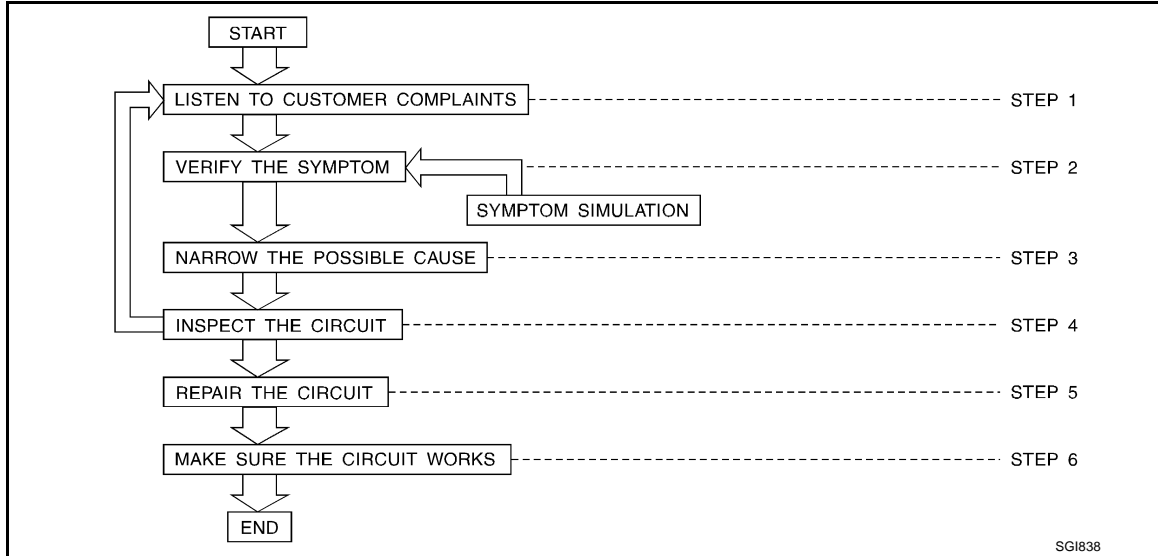 START
LISTEN TO CUSTOMER COMPLAINTS
STEP 1
VERIFY THE SYMPTOM
STEP 2
SYMPTOM SIMULATION
NARROW THE POSSIBLE CAUSE
STEP 3
INSPECT THE CIRCUIT
STEP 4
REPAIR THE CIRCUIT
STEP 5
MAKE SURE THE CIRCUIT WORKS
STEP 6
END
SGI838